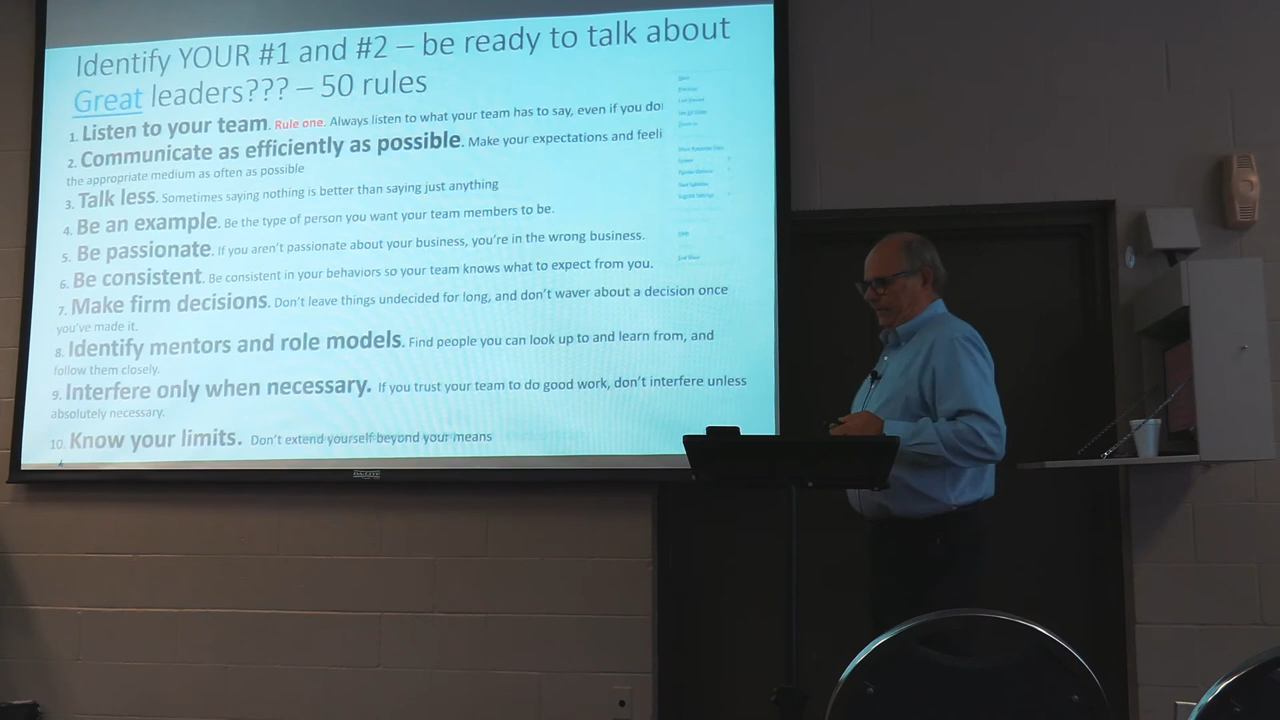 Identify YOUR #1 and #2 – be ready to talk about
Great leaders??? – 50 rules
1. Listen to your team. Rule one. Always listen to what your team has to say, even if you do
2. Communicate as efficiently as possible. Make your expectations and feeli
the appropriate medium as often as possible
3. Talk less. Sometimes saying nothing is better than saying just anything
4. Be an example. Be the type of person you want your team members to be.
5. Be passionate. If you aren't passionate about your business, you're in the wrong business.
6. Be consistent. Be consistent in your behaviors so your team knows what to expect from you.
7. Make firm decisions. Don't leave things undecided for long, and don't waver about a decision once
you've made it.
8. Identify mentors and role models. Find people you can look up to and learn from, and
follow them closely.
9. Interfere only when necessary. If you trust your team to do good work, don't interfere unless
absolutely necessary.
10. Know your limits. Don't extend yourself beyond your means
DA-LITE